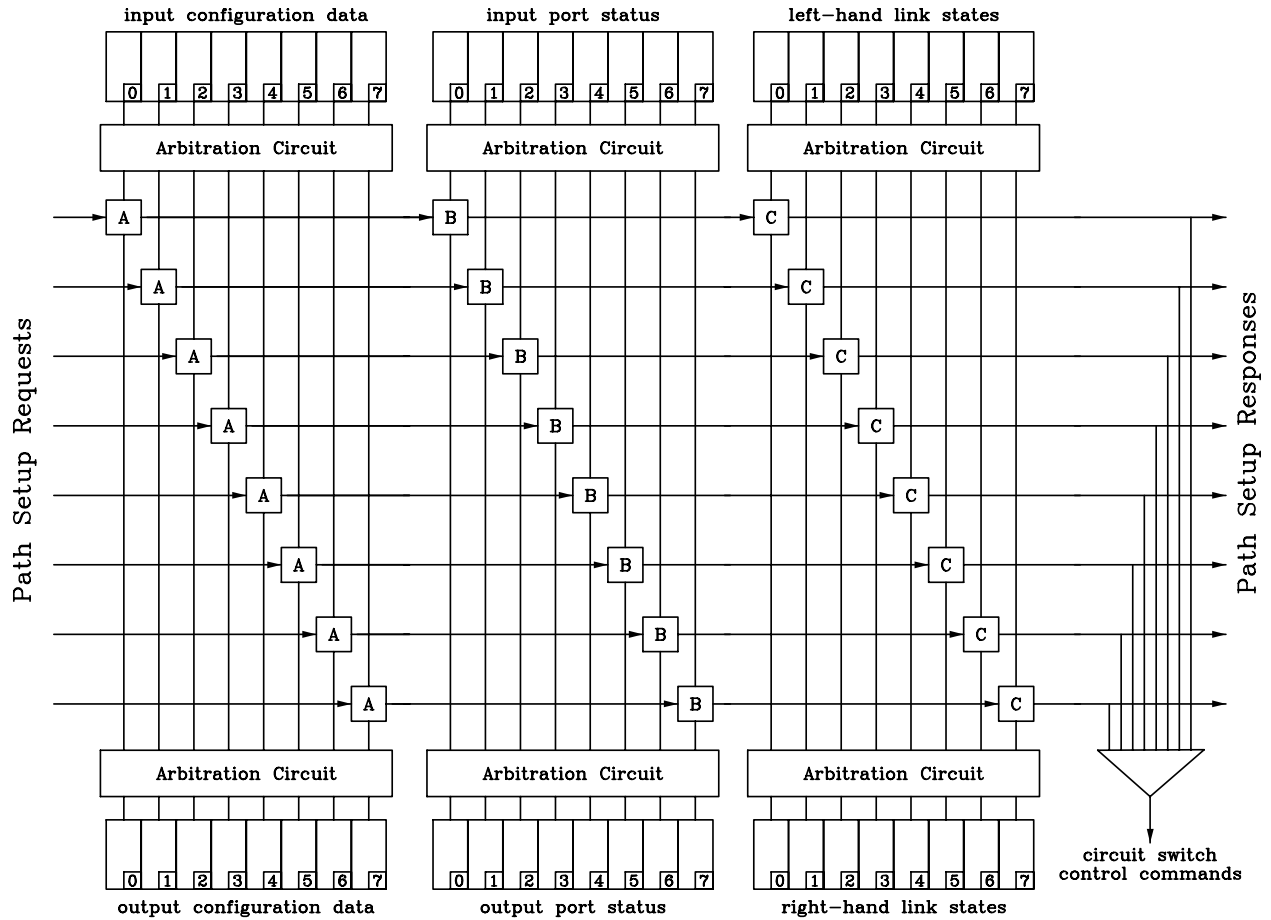 input configuration data
input port status
left-hand link states
0 1 2 3 4 5 6 7
0 1 2 3 4 5 6 7
0 1 2 3 4 5 6 7
Arbitration Circuit
Arbitration Circuit
Arbitration Circuit
Path Setup Requests
A B C
A B C
A B C
A B C
A B C
A B C
A B C
A B C
Path Setup Responses
Arbitration Circuit
Arbitration Circuit
Arbitration Circuit
0 1 2 3 4 5 6 7
0 1 2 3 4 5 6 7
0 1 2 3 4 5 6 7
output configuration data
output port status
right-hand link states
circuit switch
control commands